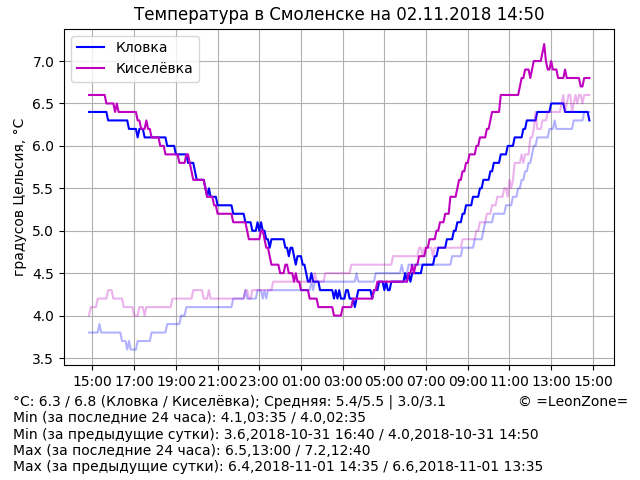 Температура в Смоленске на 02.11.2018 14:50
Кловка
Киселёвка
градусов Цельсия, °C
7.0
6.5
6.0
5.5
5.0
4.5
4.0
3.5
15:00 17:00 19:00 21:00 23:00 01:00 03:00 05:00 07:00 09:00 11:00 13:00 15:00
°C: 6.3 / 6.8 (Кловка / Киселёвка); Средняя: 5.4/5.5 | 3.0/3.1 © =LeonZone=
Min (за последние 24 часа): 4.1,03:35 / 4.0,02:35
Min (за предыдущие сутки): 3.6,2018-10-31 16:40 / 4.0,2018-10-31 14:50
Max (за последние 24 часа): 6.5,13:00 / 7.2,12:40
Max (за предыдущие сутки): 6.4,2018-11-01 14:35 / 6.6,2018-11-01 13:35